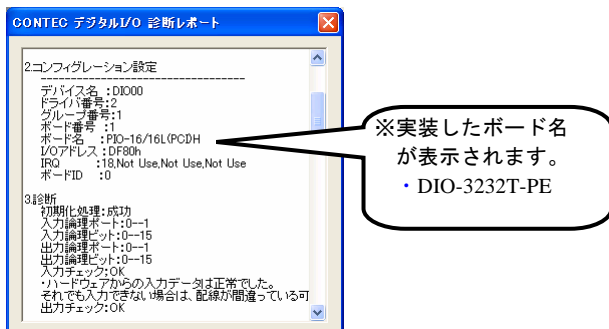 CONTEC デジタルI/O 診断レポート
2.コンフィグレーション設定
----------------------------------
デバイス名 :DIO00
ドライバ番号:2
グループ番号:1
ボード番号 :1
ボード名 :PIO-16/16L(PCI)H
I/Oアドレス :DF80h
IRQ :18,Not Use,Not Use,Not Use
ボードID :0
3.診断
初期化処理:成功
入力論理ポート:0--1
入力論理ビット:0--15
出力論理ポート:0--1
出力論理ビット:0--15
入力チェック:OK
・ハードウェアからの入力データは正常でした。
それでも入力できない場合は、配線が間違っている可
出力チェック:OK
※実装したボード名
が表示されます。
・DIO-3232T-PE